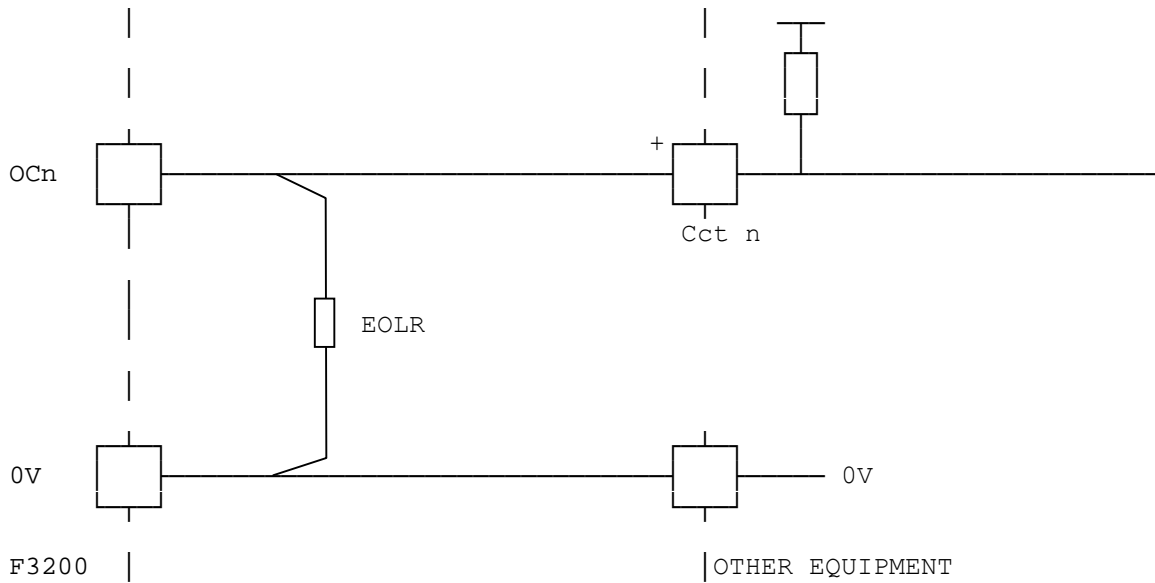 +
OCn
Cct n
EOLR
0V
0V
F3200
OTHER EQUIPMENT